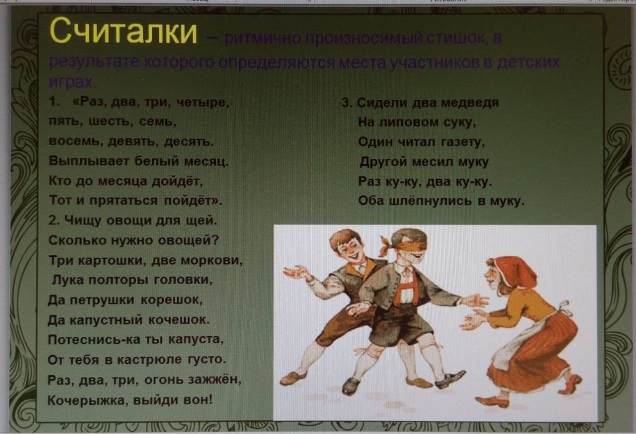 Считалки – ритмично произносимый стишок, в
результате которого определяются места участников в детских
играх.
1. «Раз, два, три, четыре,
пять, шесть, семь,
восемь, девять, десять.
Выплывает белый месяц.
Кто до месяца дойдёт,
Тот и прятаться пойдёт».
2. Чищу овощи для щей.
Сколько нужно овощей?
Три картошки, две моркови,
Лука полторы головки,
Да петрушки корешок,
Да капустный кочешок.
Потеснись-ка ты капуста,
От тебя в кастрюле густо.
Раз, два, три, огонь зажжён,
Кочерыжка, выйди вон!
3. Сидели два медведя
На липовом суку,
Один читал газету,
Другой месил муку
Раз ку-ку, два ку-ку.
Оба шлёпнулись в муку.